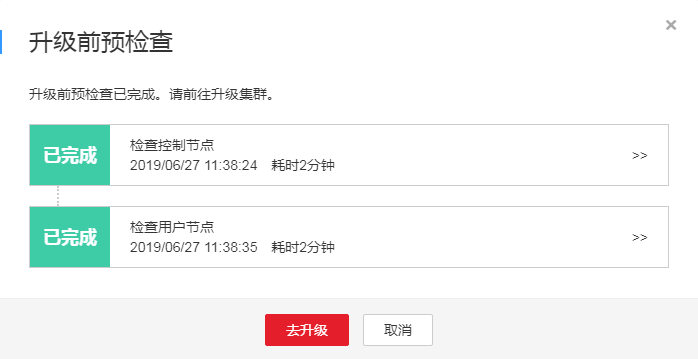 ×
升级前预检查
升级前预检查已完成。请前往升级集群。
已完成
检查控制节点
2019/06/27 11:38:24 耗时2分钟
>>
已完成
检查用户节点
2019/06/27 11:38:35 耗时2分钟
>>
去升级
取消